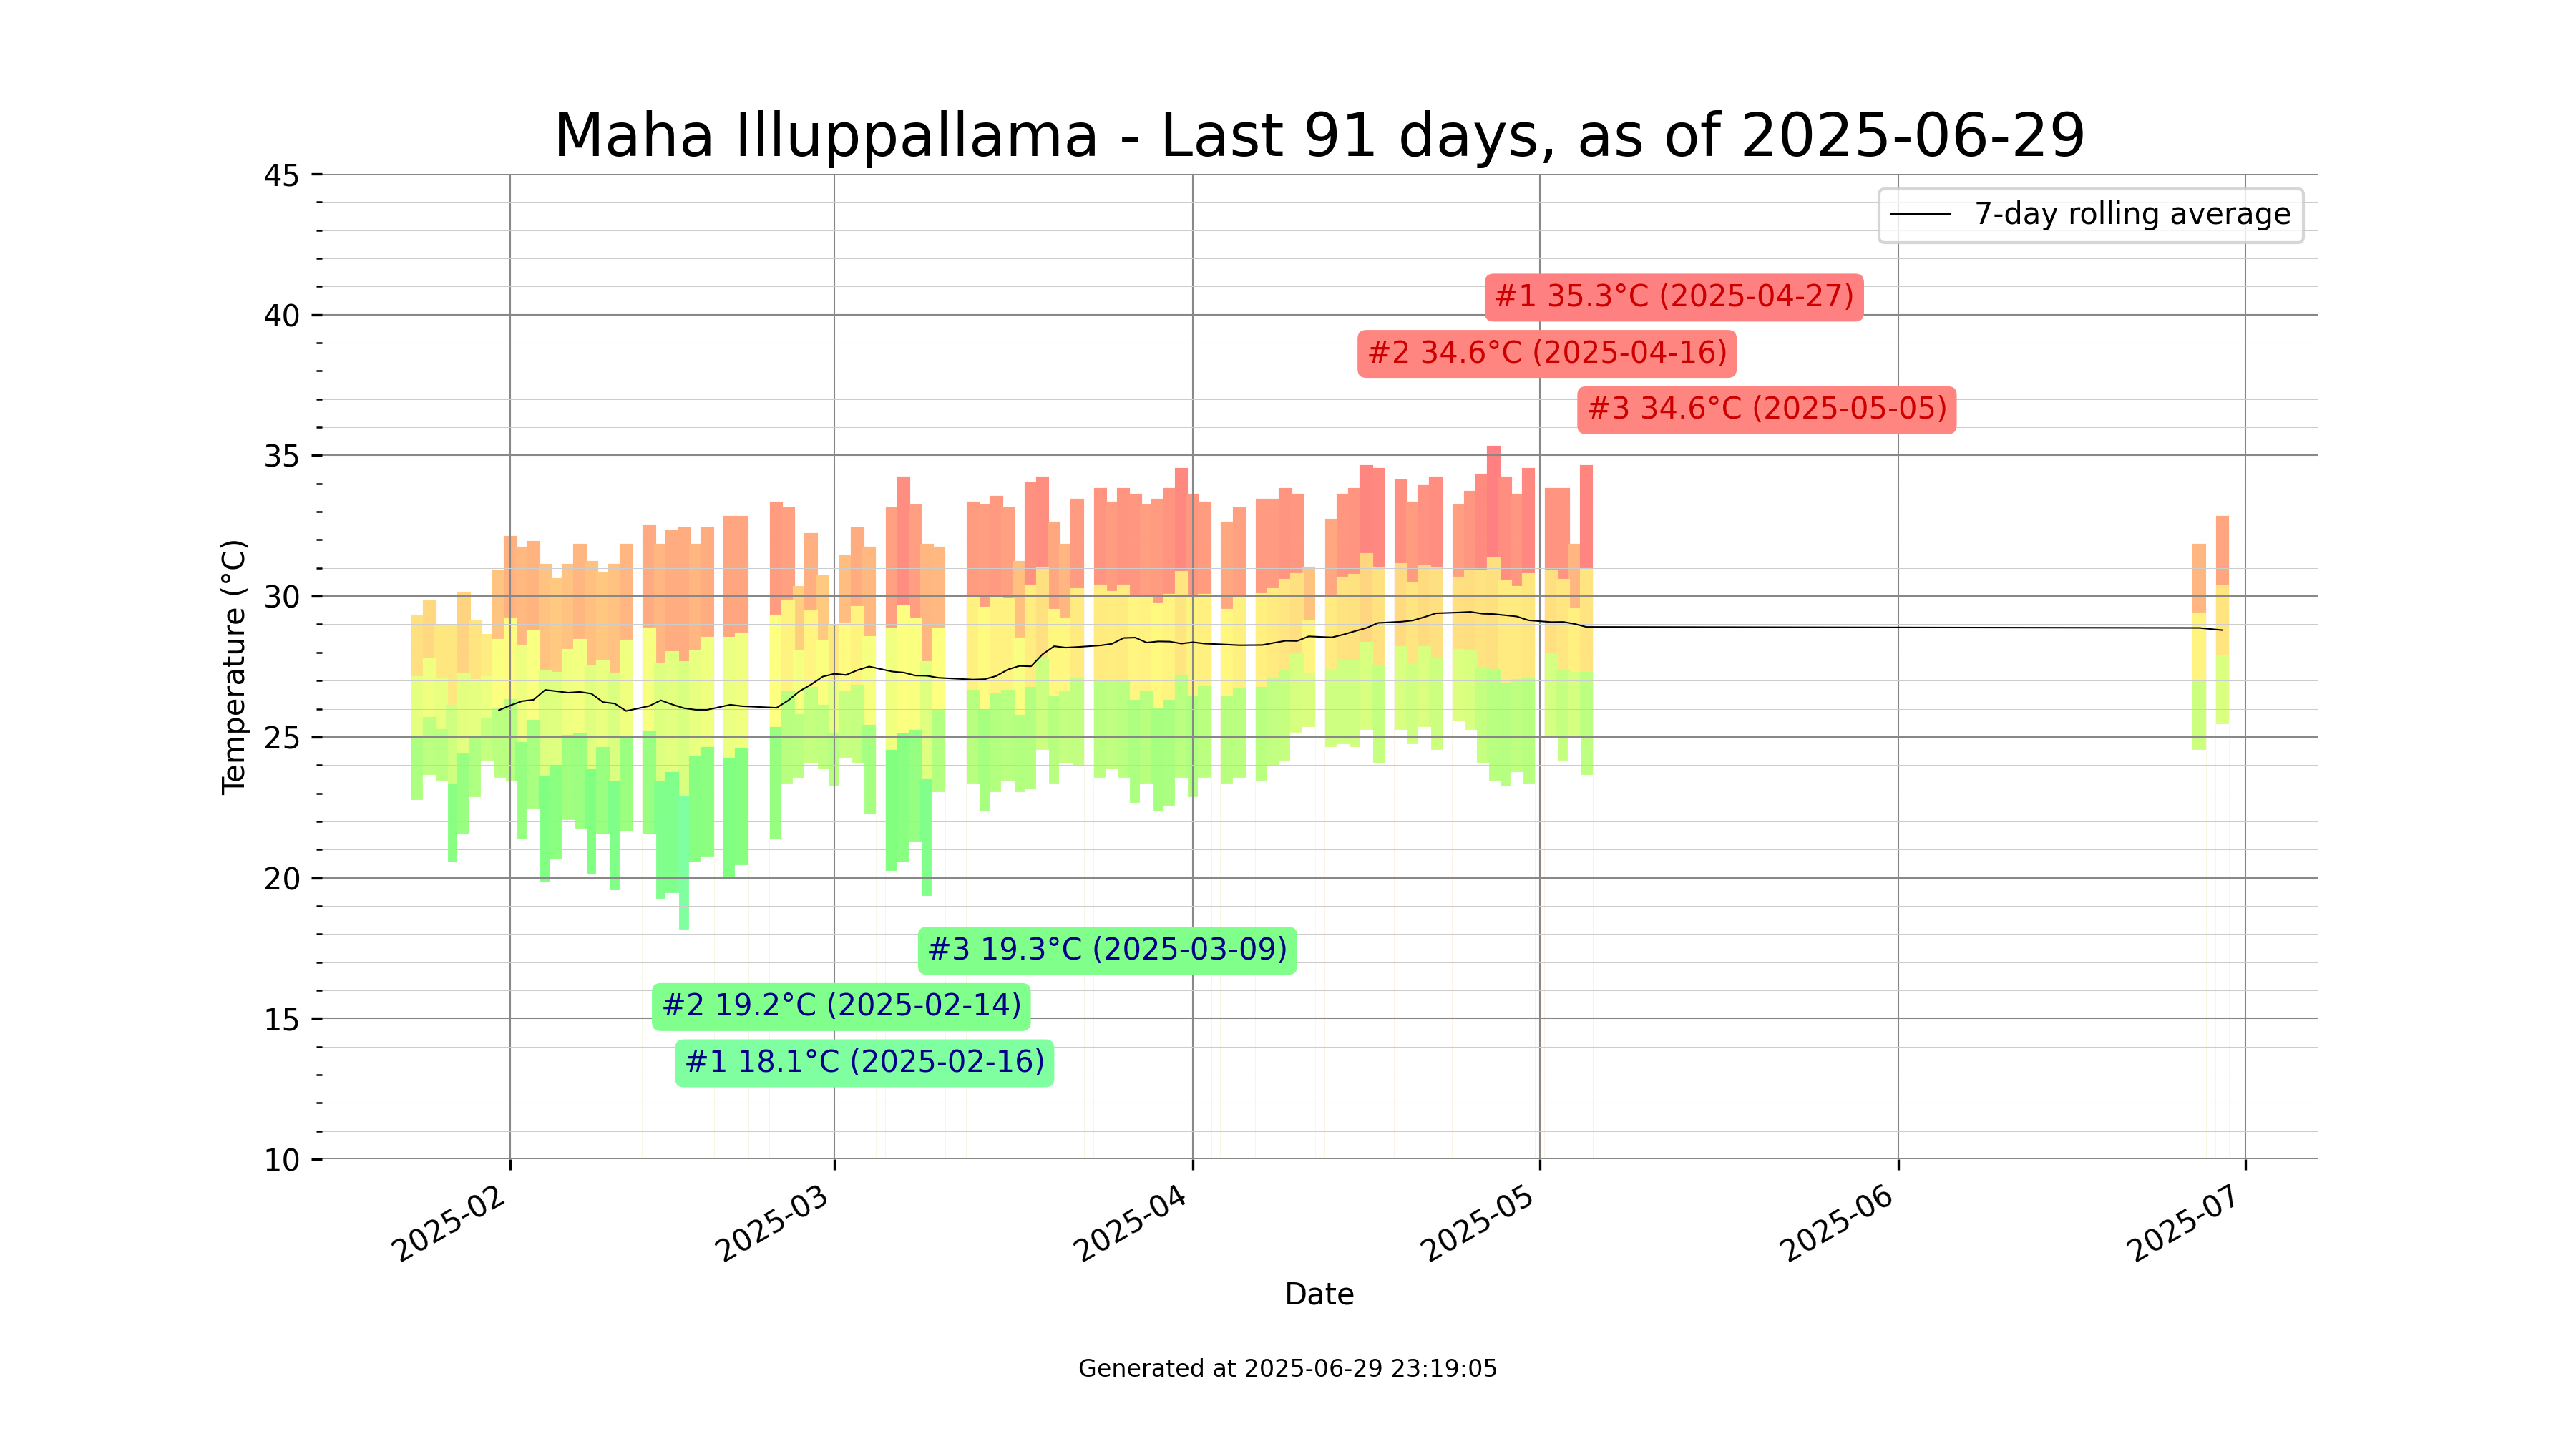 Maha Illuppallama - Last 91 days, as of 2025-06-29
7-day rolling average
#1 35.3°C (2025-04-27)
#2 34.6°C (2025-04-16)
#3 34.6°C (2025-05-05)
#3 19.3°C (2025-03-09)
#2 19.2°C (2025-02-14)
#1 18.1°C (2025-02-16)
Temperature (°C)
45
40
35
30
25
20
15
10
2025-02
2025-03
2025-04
2025-05
2025-06
2025-07
Date
Generated at 2025-06-29 23:19:05